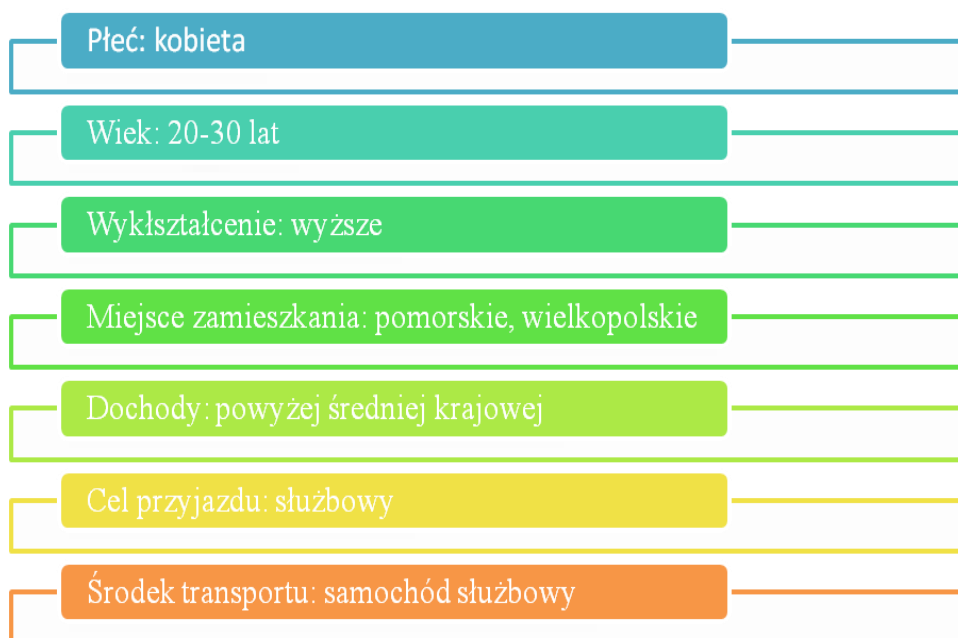 Płeć: kobieta
Wiek: 20-30 lat
Wykłształcenie: wyższe
Miejsce zamieszkania: pomorskie, wielkopolskie
Dochody: powyżej średniej krajowej
Cel przyjazdu: służbowy
Środek transportu: samochód służbowy